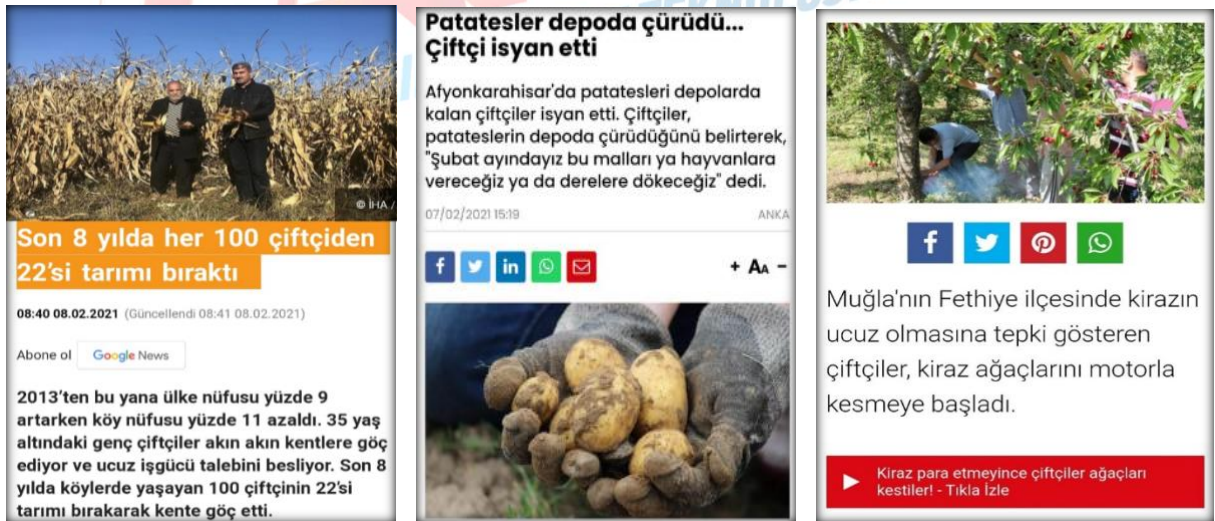 © İHA /
Son 8 yılda her 100 çiftçiden
22'si tarımı bıraktı
08:40 08.02.2021 (Güncellendi 08:41 08.02.2021)
Abone ol Google News
2013'ten bu yana ülke nüfusu yüzde 9
artarken köy nüfusu yüzde 11 azaldı. 35 yaş
altındaki genç çiftçiler akın akın kentlere göç
ediyor ve ucuz işgücü talebini besliyor. Son 8
yılda köylerde yaşayan 100 çiftçinin 22'si
tarımı bırakarak kente göç etti.
Patatesler depoda çürüdü...
Çiftçi isyan etti
Afyonkarahisar'da patatesleri depolarda
kalan çiftçiler isyan etti. Çiftçiler,
patateslerin depoda çürüdüğünü belirterek,
"Şubat ayındayız bu malları ya hayvanlara
vereceğiz ya da derelere dökeceğiz" dedi.
07/02/2021 15:19 ANKA
+ AA -
Muğla'nın Fethiye ilçesinde kirazın
ucuz olmasına tepki gösteren
çiftçiler, kiraz ağaçlarını motorla
kesmeye başladı.
Kiraz para etmeyince çiftçiler ağaçları
kestiler! - Tıkla İzle